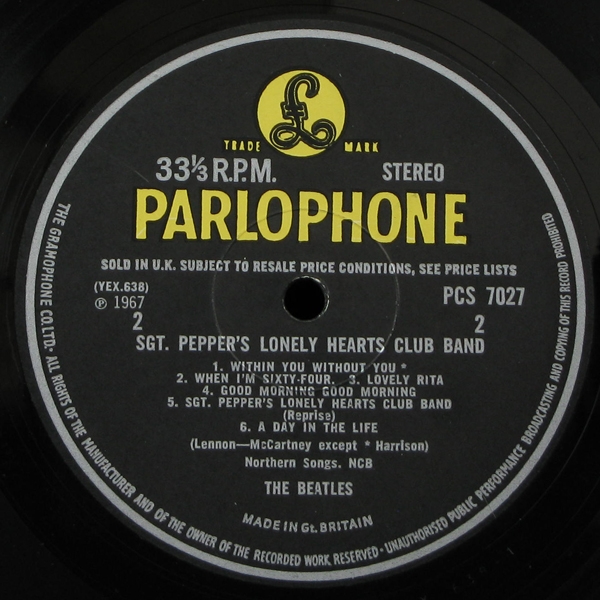 £
TRADE MARK
33⅓ R.P.M. STEREO
PARLOPHONE
SOLD IN U.K. SUBJECT TO RESALE PRICE CONDITIONS, SEE PRICE LISTS
(YEX.638) PCS 7027
℗ 1967
2 2
SGT. PEPPER'S LONELY HEARTS CLUB BAND
1. WITHIN YOU WITHOUT YOU *
2. WHEN I'M SIXTY-FOUR. 3. LOVELY RITA
4. GOOD MORNING GOOD MORNING
5. SGT. PEPPER'S LONELY HEARTS CLUB BAND
(Reprise)
6. A DAY IN THE LIFE
(Lennon—McCartney except * Harrison)
Northern Songs. NCB
THE BEATLES
MADE IN Gt. BRITAIN
THE GRAMOPHONE CO. LTD. · ALL RIGHTS OF THE MANUFACTURER AND OF THE OWNER OF THE RECORDED WORK RESERVED · UNAUTHORISED PUBLIC PERFORMANCE BROADCASTING AND COPYING OF THIS RECORD PROHIBITED